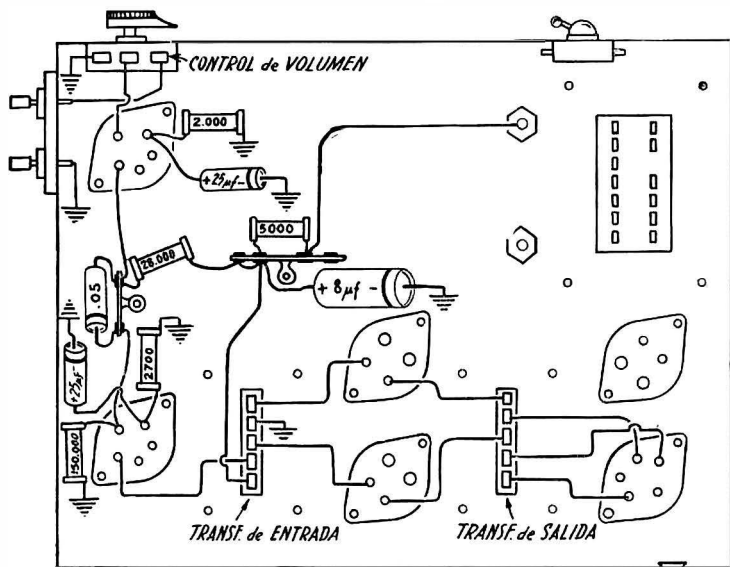 CONTROL de VOLUMEN
2.000
+25µf-
5000
28.000
+ 8µf -
.05
2700
+25µf-
150.000
TRANSF. de ENTRADA
TRANSF. de SALIDA